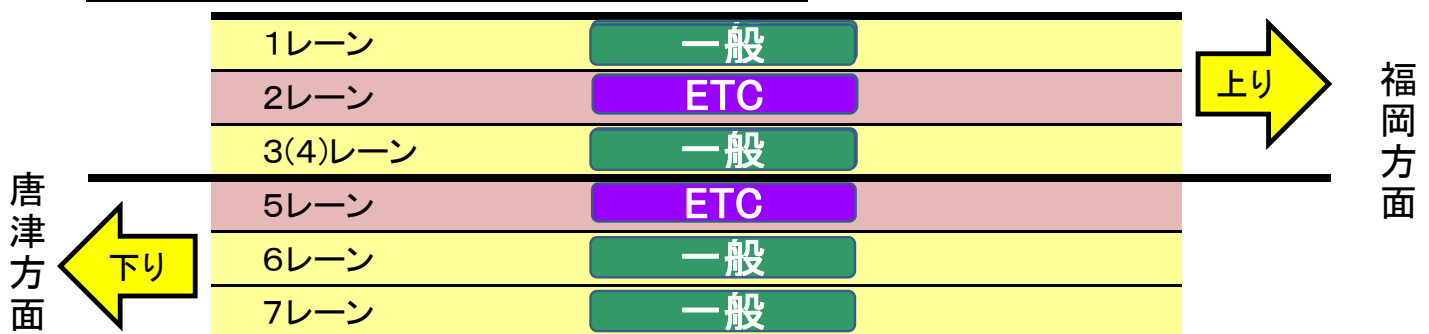 1レーン 一般
2レーン ETC
3(4)レーン 一般
5レーン ETC
6レーン 一般
7レーン 一般
上り
福岡方面
唐津方面
下り